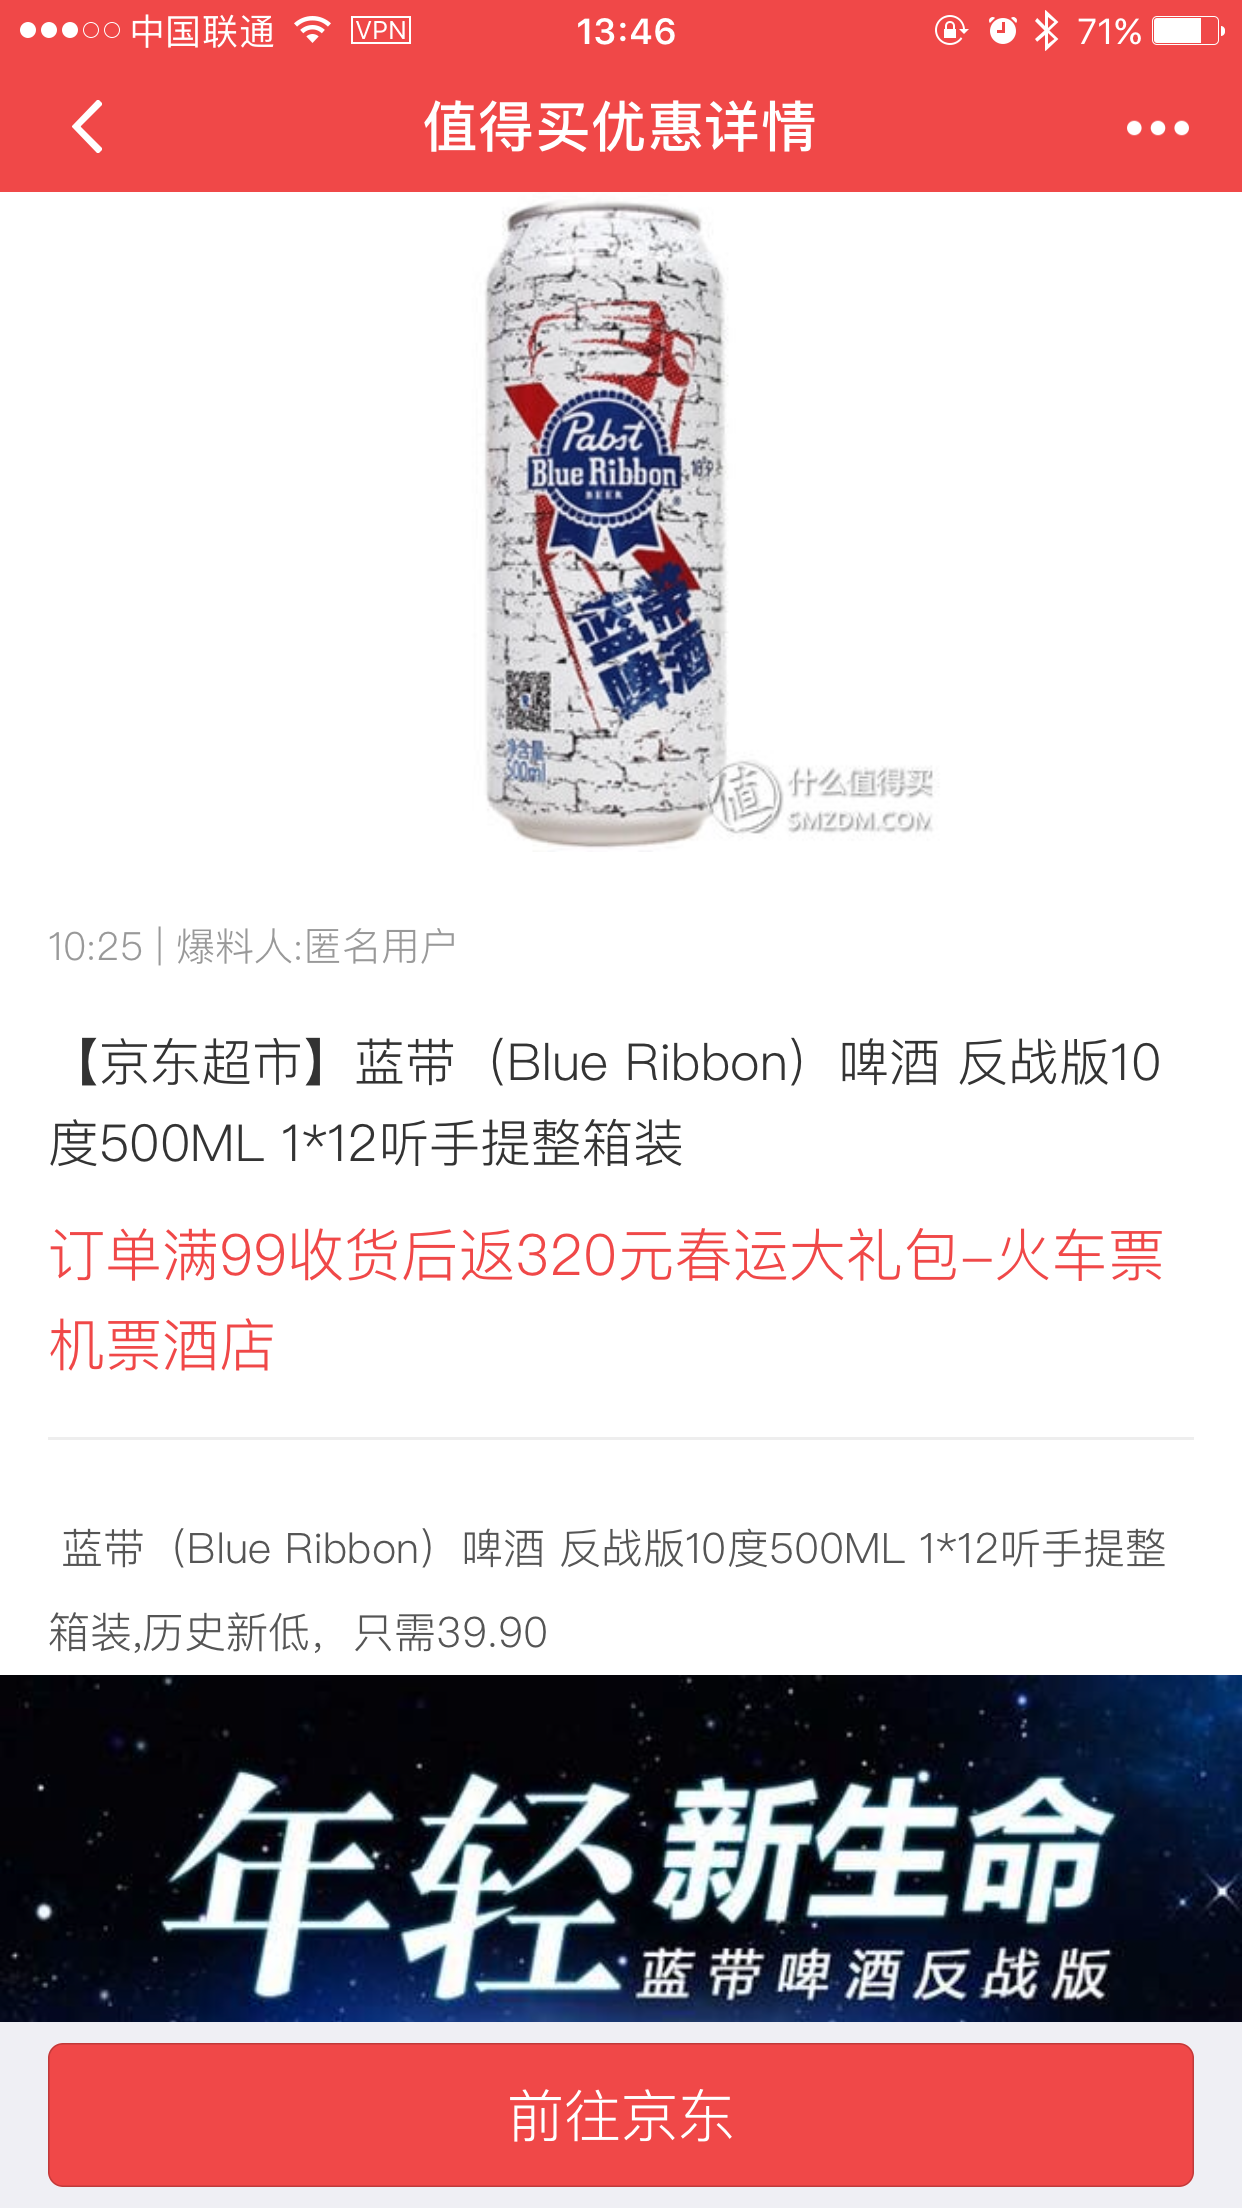 中国联通 VPN 13:46 71%
值得买优惠详情
Pabst
Blue Ribbon
BEER
蓝带
啤酒
净含量
500ml
值 什么值得买
SMZDM.COM
10:25 | 爆料人:匿名用户
【京东超市】蓝带（Blue Ribbon）啤酒 反战版10
度500ML 1*12听手提整箱装
订单满99收货后返320元春运大礼包-火车票
机票酒店
蓝带（Blue Ribbon）啤酒 反战版10度500ML 1*12听手提整
箱装,历史新低，只需39.90
年轻新生命
蓝带啤酒反战版
前往京东